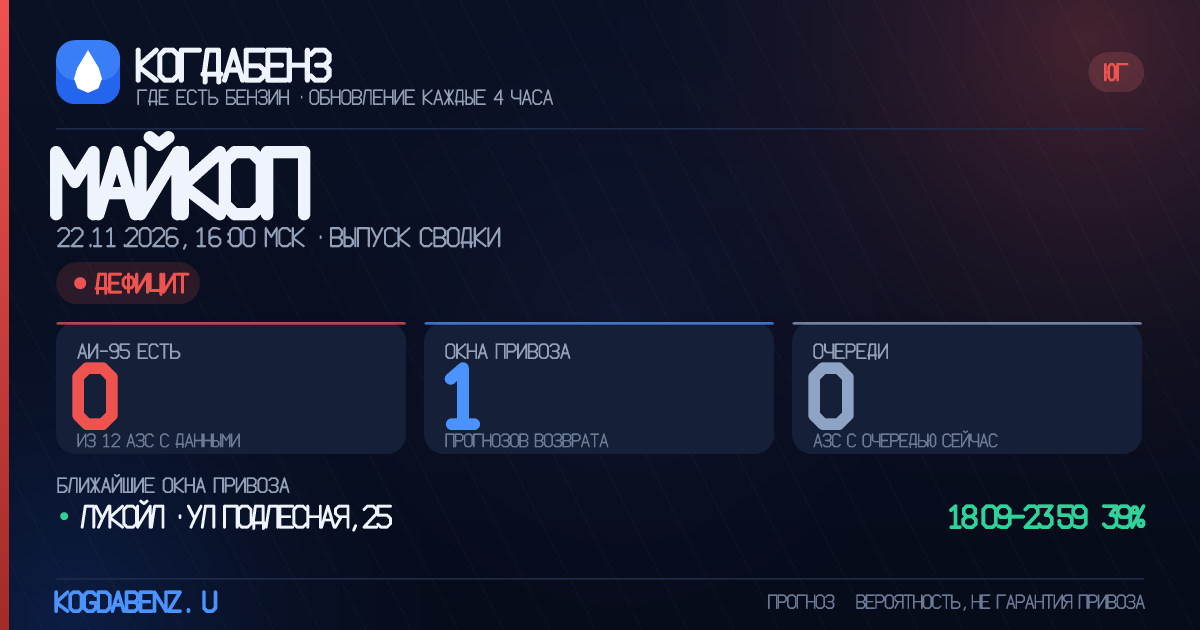 КОГДАБЕНЗ
ГДЕ ЕСТЬ БЕНЗИН · ОБНОВЛЕНИЕ КАЖДЫЕ 4 ЧАСА
ЮГ
МАЙКОП
22.11.2026, 16:00 МСК · ВЫПУСК СВОДКИ
• ДЕФИЦИТ
АИ-95 ЕСТЬ
0
ИЗ 12 АЗС С ДАННЫМИ
ОКНА ПРИВОЗА
1
ПРОГНОЗОВ ВОЗВРАТА
ОЧЕРЕДИ
0
АЗС С ОЧЕРЕДЬЮ СЕЙЧАС
БЛИЖАЙШИЕ ОКНА ПРИВОЗА
• ЛУКОЙЛ · УЛ ПОДЛЕСНАЯ, 25
18 09–23 59 39%
KOGDABENZ. U
ПРОГНОЗ ВЕРОЯТНОСТЬ, НЕ ГАРАНТИЯ ПРИВОЗА